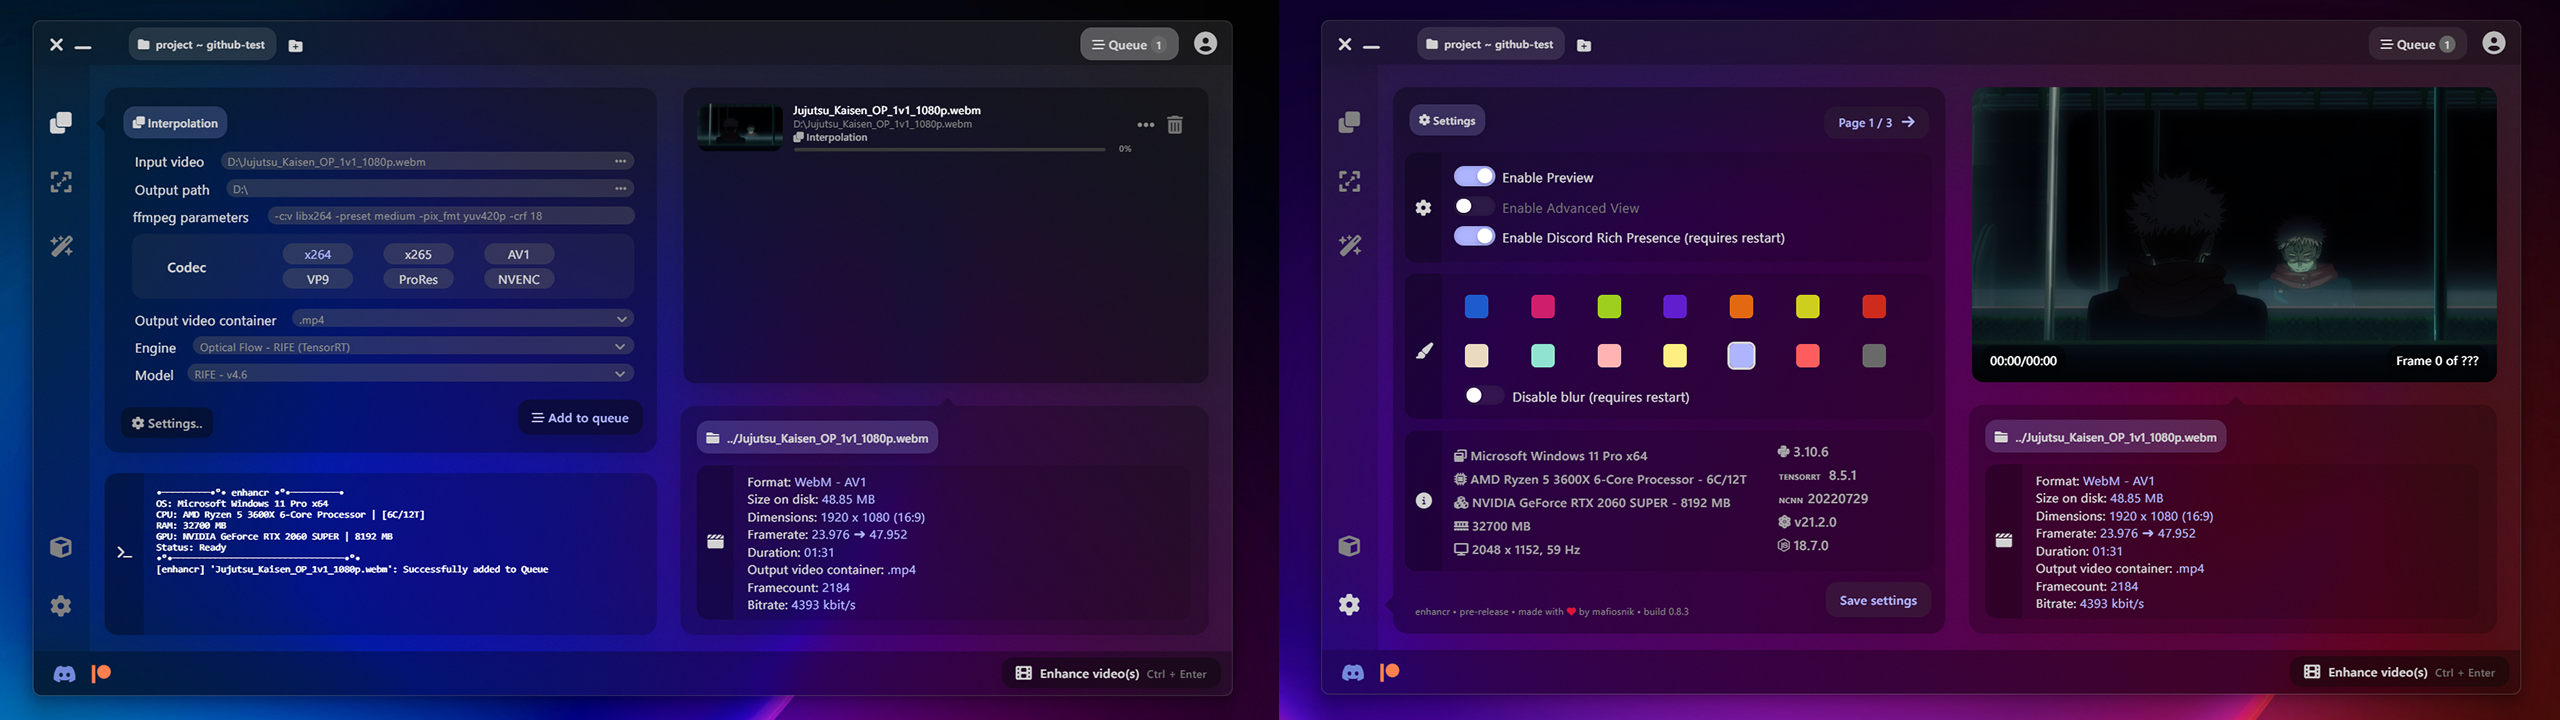 project ~ github-test
Queue 1
Interpolation
Input video D:\Jujutsu_Kaisen_OP_1v1_1080p.webm
Output path D:\
ffmpeg parameters -c:v libx264 -preset medium -pix_fmt yuv420p -crf 18
Codec
x264 x265 AV1
VP9 ProRes NVENC
Output video container .mp4
Engine Optical Flow - RIFE (TensorRT)
Model RIFE - v4.6
Settings..
Add to queue
enhancr
OS: Microsoft Windows 11 Pro x64
CPU: AMD Ryzen 5 3600X 6-Core Processor | [6C/12T]
RAM: 32700 MB
GPU: NVIDIA GeForce RTX 2060 SUPER | 8192 MB
Status: Ready
[enhancr] 'Jujutsu_Kaisen_OP_1v1_1080p.webm': Successfully added to Queue
Jujutsu_Kaisen_OP_1v1_1080p.webm
D:\Jujutsu_Kaisen_OP_1v1_1080p.webm
Interpolation
0%
../Jujutsu_Kaisen_OP_1v1_1080p.webm
Format: WebM - AV1
Size on disk: 48.85 MB
Dimensions: 1920 x 1080 (16:9)
Framerate: 23.976 ➜ 47.952
Duration: 01:31
Output video container: .mp4
Framecount: 2184
Bitrate: 4393 kbit/s
Enhance video(s) Ctrl + Enter
project ~ github-test
Queue 1
Settings
Page 1 / 3
Enable Preview
Enable Advanced View
Enable Discord Rich Presence (requires restart)
Disable blur (requires restart)
Microsoft Windows 11 Pro x64
AMD Ryzen 5 3600X 6-Core Processor - 6C/12T
NVIDIA GeForce RTX 2060 SUPER - 8192 MB
32700 MB
2048 x 1152, 59 Hz
3.10.6
TENSORRT 8.5.1
NCNN 20220729
v21.2.0
18.7.0
enhancr • pre-release • made with ❤ by mafiosnik • build 0.8.3
Save settings
00:00/00:00
Frame 0 of ???
../Jujutsu_Kaisen_OP_1v1_1080p.webm
Format: WebM - AV1
Size on disk: 48.85 MB
Dimensions: 1920 x 1080 (16:9)
Framerate: 23.976 ➜ 47.952
Duration: 01:31
Output video container: .mp4
Framecount: 2184
Bitrate: 4393 kbit/s
Enhance video(s) Ctrl + Enter